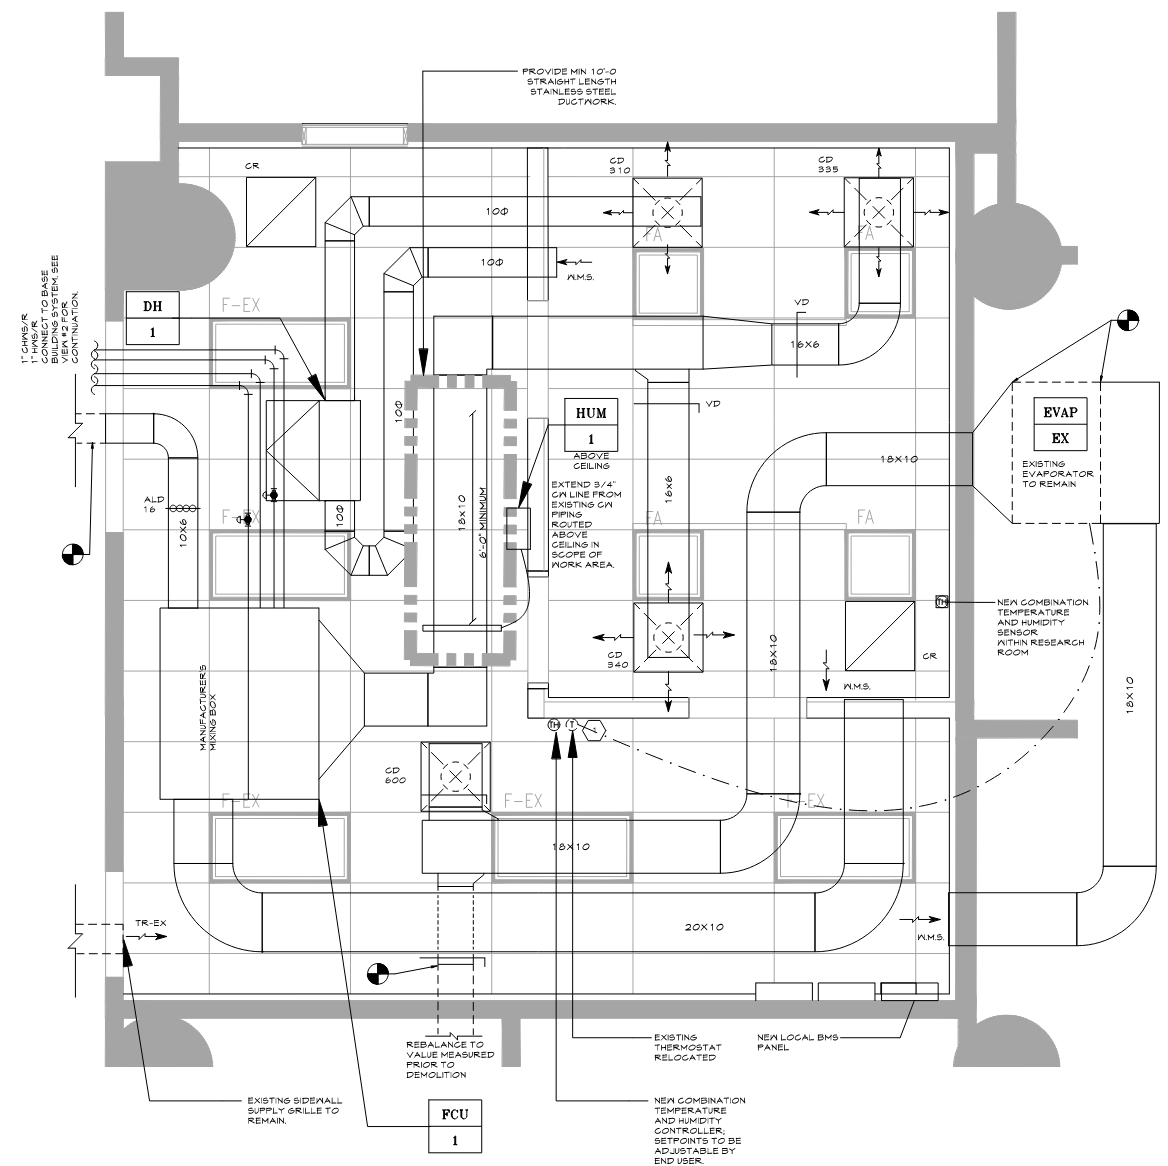 PROVIDE MIN 10'-0
STRAIGHT LENGTH
STAINLESS STEEL
DUCTWORK.
CR
CD
310
CD
335
10Φ
FA
FA
10Φ
W.M.S.
1" CHWS/R
1" HWS/R
CONNECT TO BASE
BUILDING SYSTEM. SEE
VIEW #2 FOR
CONTINUATION.
DH
1
F-EX
VD
16X6
10Φ
HUM
1
ABOVE
CEILING
VD
EVAP
EX
EXISTING
EVAPORATOR
TO REMAIN
18X10
EXTEND 3/4"
CW LINE FROM
EXISTING CW
PIPING
ROUTED
ABOVE
CEILING IN
SCOPE OF
WORK AREA.
16X6
18X10
6'-0" MINIMUM
ALD
16
10X6
F-EX
10Φ
FA
FA
TH
NEW COMBINATION
TEMPERATURE
AND HUMIDITY
SENSOR
WITHIN RESEARCH
ROOM
CD
340
18X10
CR
W.M.S.
18X10
MANUFACTURER'S
MIXING BOX
TH
T
CD
600
F-EX
F-EX
F-EX
18X10
TR-EX
20X10
W.M.S.
REBALANCE TO
VALUE MEASURED
PRIOR TO
DEMOLITION
EXISTING
THERMOSTAT
RELOCATED
NEW LOCAL BMS
PANEL
EXISTING SIDEWALL
SUPPLY GRILLE TO
REMAIN.
FCU
1
NEW COMBINATION
TEMPERATURE
AND HUMIDITY
CONTROLLER;
SETPOINTS TO BE
ADJUSTABLE BY
END USER.